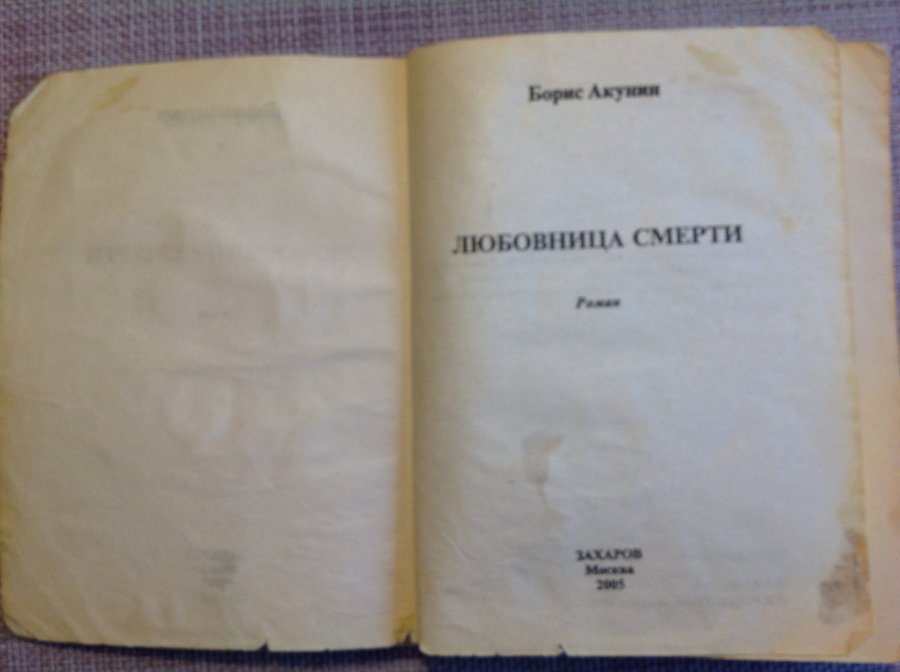 Борис Акунин
ЛЮБОВНИЦА СМЕРТИ
Роман
ЗАХАРОВ
Москва
2005